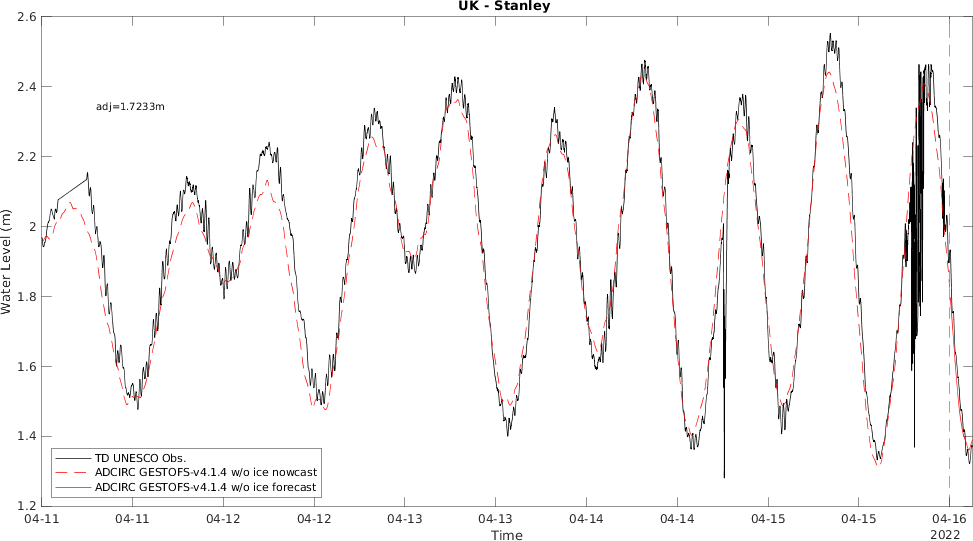 UK - Stanley
2.6
2.4
2.2
2
1.8
1.6
1.4
1.2
Water Level (m)
adj=1.7233m
TD UNESCO Obs.
ADCIRC GESTOFS-v4.1.4 w/o ice nowcast
ADCIRC GESTOFS-v4.1.4 w/o ice forecast
04-11 04-11 04-12 04-12 04-13 04-13 04-14 04-14 04-15 04-15 04-16
2022
Time